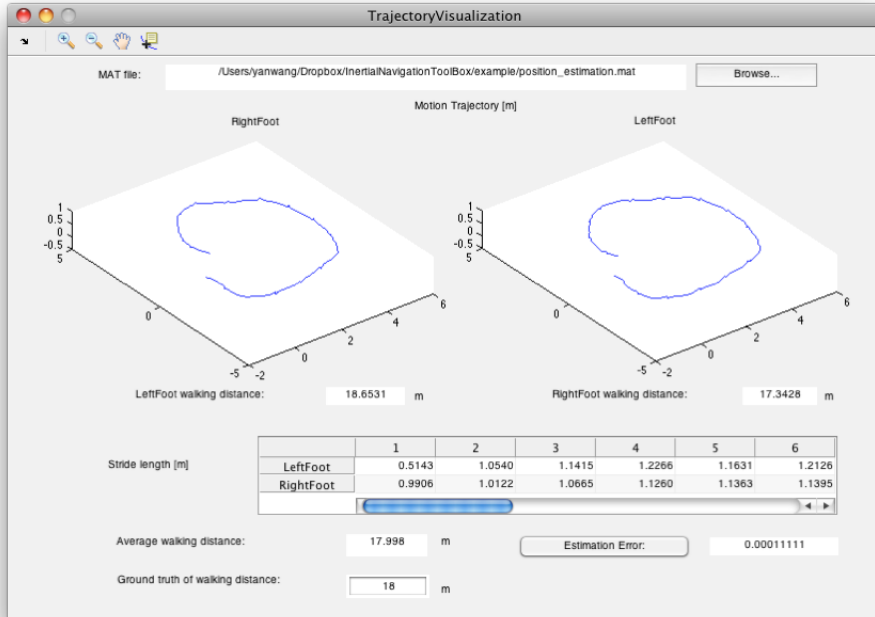 TrajectoryVisualization
MAT file: /Users/yanwang/Dropbox/InertialNavigationToolBox/example/position_estimation.mat Browse...
Motion Trajectory [m]
RightFoot LeftFoot
1 0.5 0 -0.5 5 0 -5 -2 0 2 4 6
1 0.5 0 -0.5 5 0 -5 -2 0 2 4 6
LeftFoot walking distance: 18.6531 m RightFoot walking distance: 17.3428 m
Stride length [m]
1 2 3 4 5 6
LeftFoot 0.5143 1.0540 1.1415 1.2266 1.1631 1.2126
RightFoot 0.9906 1.0122 1.0665 1.1260 1.1363 1.1395
Average walking distance: 17.998 m Estimation Error: 0.00011111
Ground truth of walking distance: 18 m